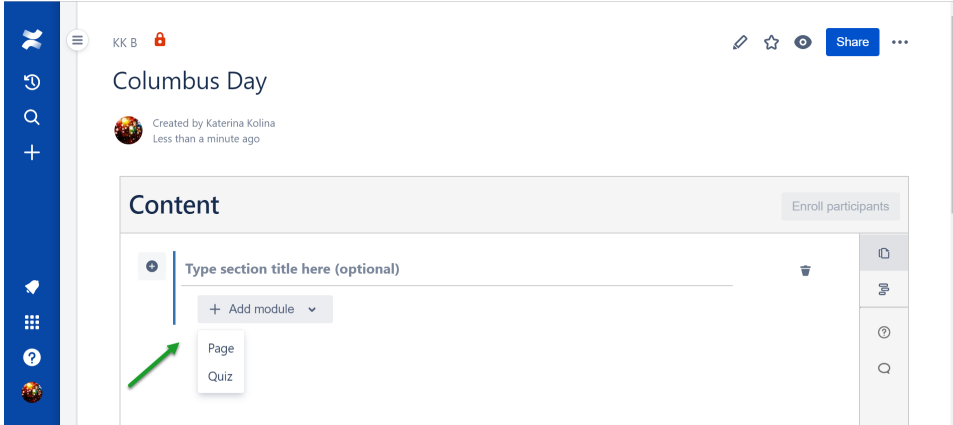 KK B
Share
Columbus Day
Created by Katerina Kolina
Less than a minute ago
Content
Enroll participants
Type section title here (optional)
Add module
Page
Quiz